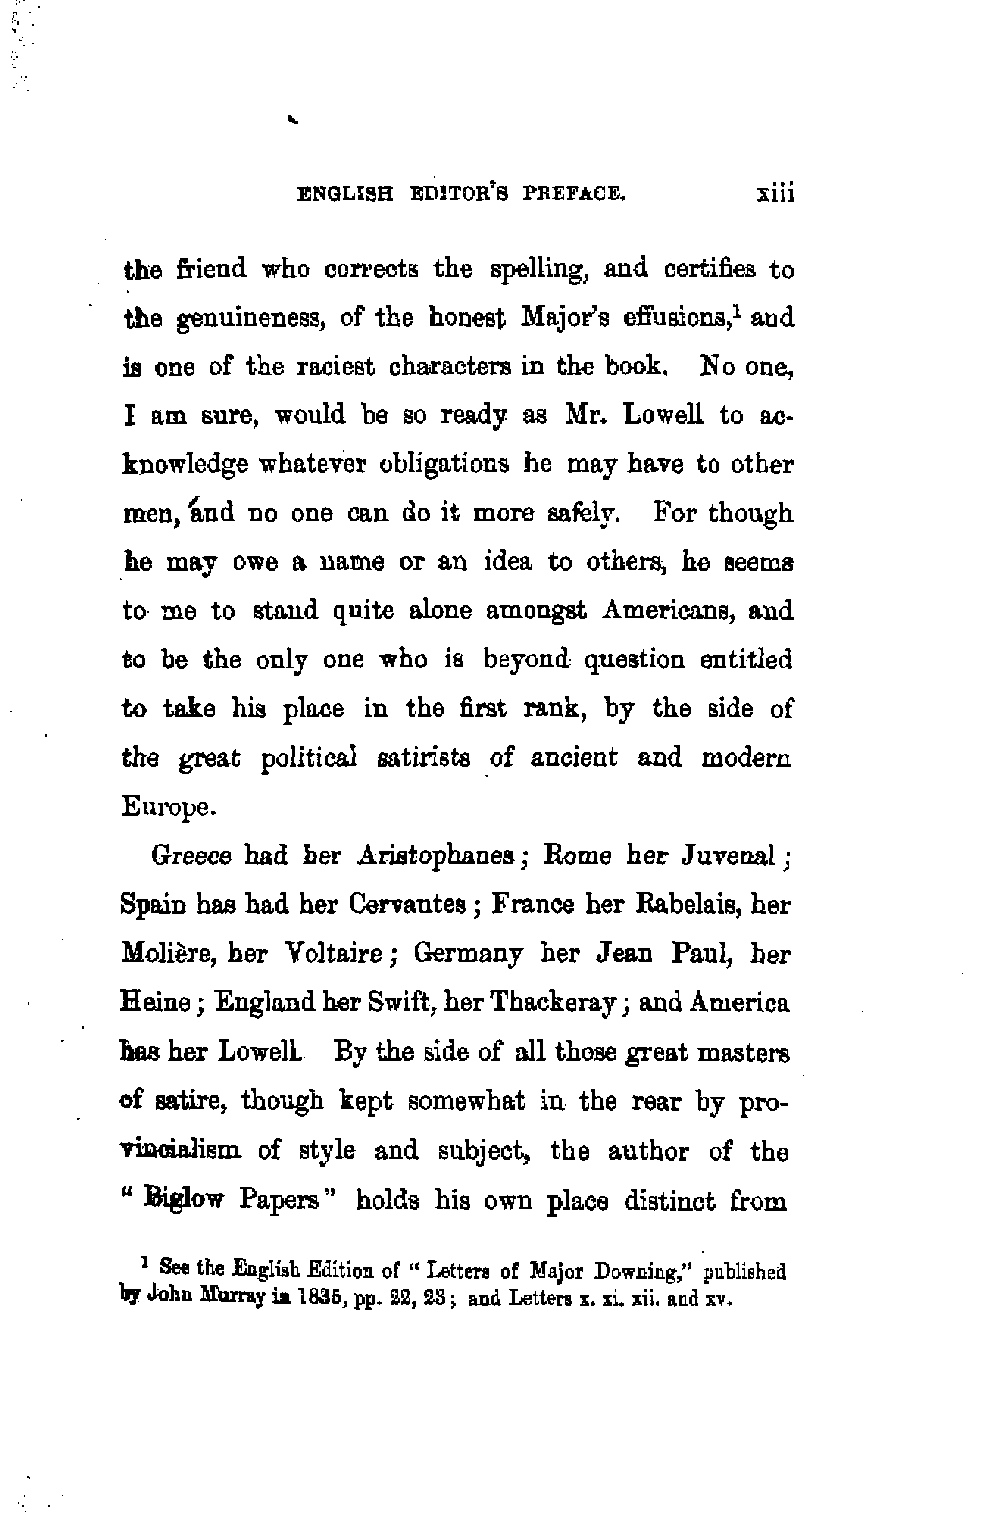 ENGLISH EDITOR'S PREFACE. xiii
the friend who corrects the spelling, and certifies to
the genuineness, of the honest Major's effusions,¹ and
is one of the raciest characters in the book. No one,
I am sure, would be so ready as Mr. Lowell to ac-
knowledge whatever obligations he may have to other
men, and no one can do it more safely. For though
he may owe a name or an idea to others, he seems
to me to stand quite alone amongst Americans, and
to be the only one who is beyond question entitled
to take his place in the first rank, by the side of
the great political satirists of ancient and modern
Europe.
Greece had her Aristophanes; Rome her Juvenal;
Spain has had her Cervantes; France her Rabelais, her
Molière, her Voltaire; Germany her Jean Paul, her
Heine; England her Swift, her Thackeray; and America
has her Lowell. By the side of all those great masters
of satire, though kept somewhat in the rear by pro-
vincialism of style and subject, the author of the
"Biglow Papers" holds his own place distinct from
¹ See the English Edition of "Letters of Major Downing," published
by John Murray in 1835, pp. 22, 23; and Letters x. xi. xii. and xv.